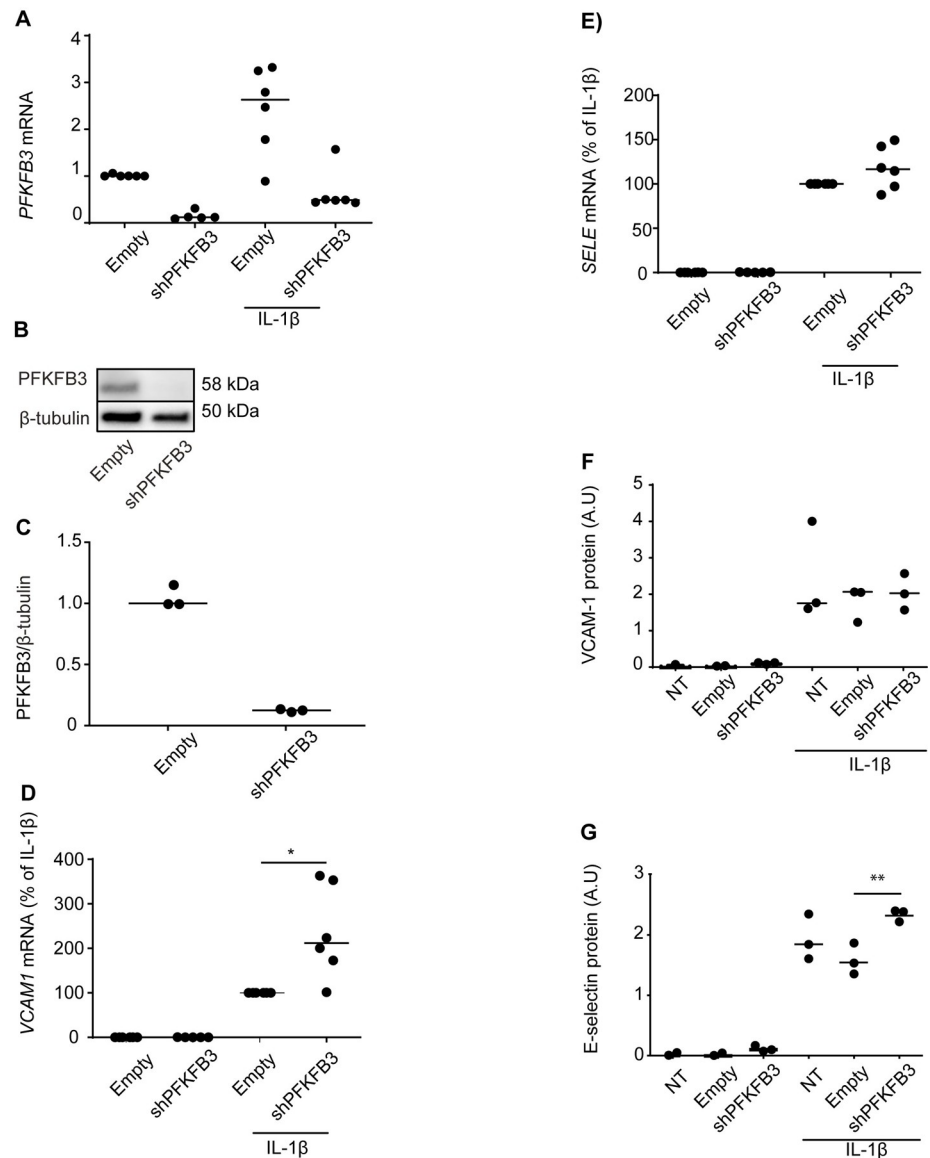 A
PFKFB3 mRNA
4
3
2
1
0
Empty
shPFKFB3
Empty
shPFKFB3
IL-1β
B
PFKFB3
58 kDa
β-tubulin
50 kDa
Empty
shPFKFB3
C
PFKFB3/β-tubulin
1.5
1.0
0.5
0
Empty
shPFKFB3
D
VCAM1 mRNA (% of IL-1β)
400
300
200
100
0
*
Empty
shPFKFB3
Empty
shPFKFB3
IL-1β
E)
SELE mRNA (% of IL-1β)
200
150
100
50
0
Empty
shPFKFB3
Empty
shPFKFB3
IL-1β
F
VCAM-1 protein (A.U)
5
4
3
2
1
0
NT
Empty
shPFKFB3
NT
Empty
shPFKFB3
IL-1β
G
E-selectin protein (A.U)
3
2
1
0
**
NT
Empty
shPFKFB3
NT
Empty
shPFKFB3
IL-1β